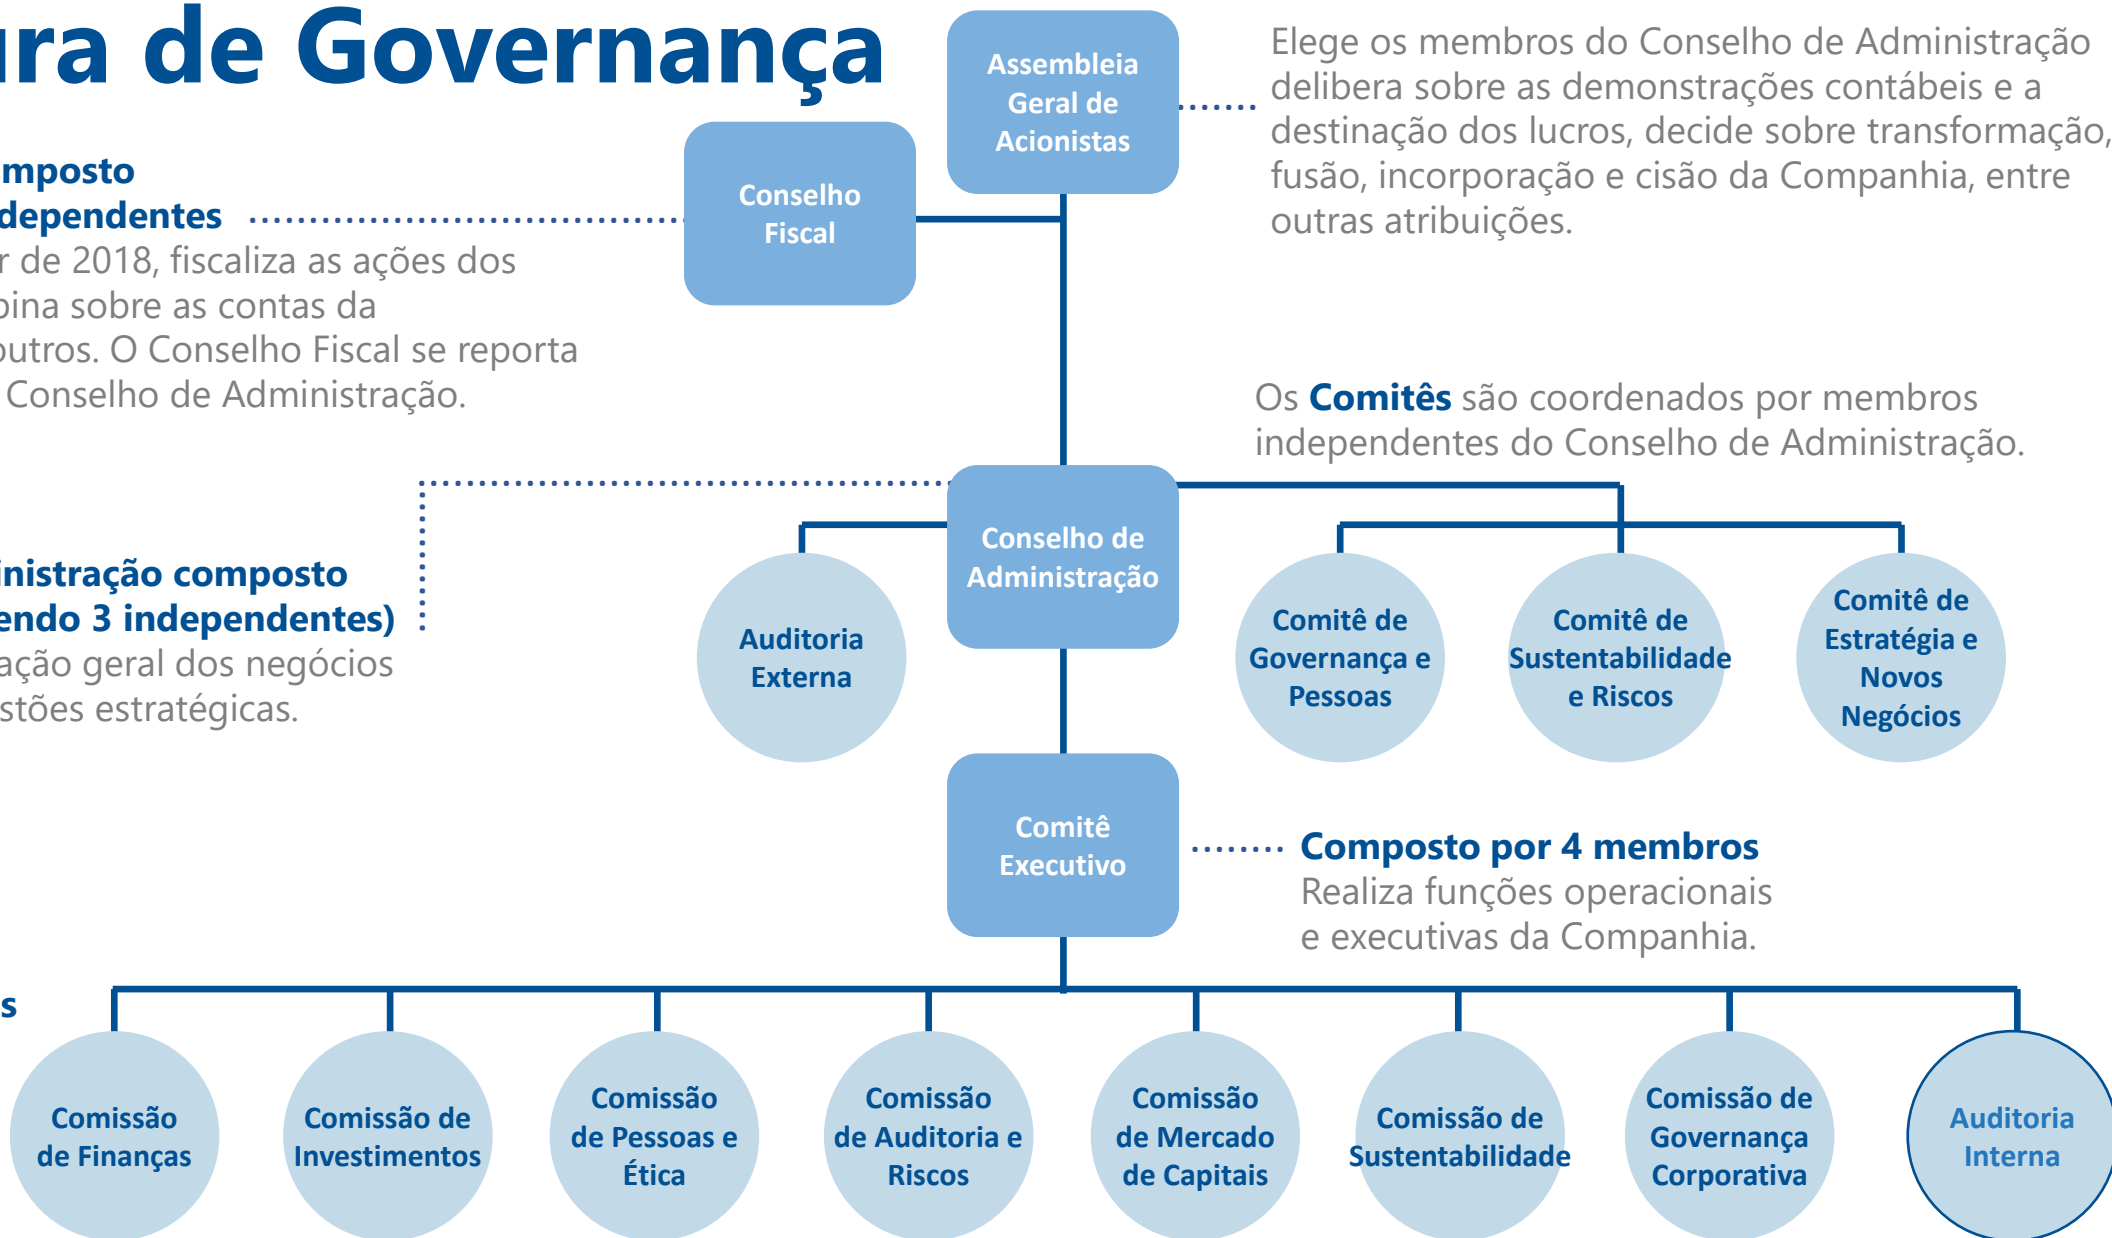 ura de Governança
Assembleia
Geral de
Acionistas
Elege os membros do Conselho de Administração
delibera sobre as demonstrações contábeis e a
destinação dos lucros, decide sobre transformação,
fusão, incorporação e cisão da Companhia, entre
outras atribuições.
Conselho
Fiscal
mposto
dependentes
r de 2018, fiscaliza as ações dos
pina sobre as contas da
outros. O Conselho Fiscal se reporta
Conselho de Administração.
Os Comitês são coordenados por membros
independentes do Conselho de Administração.
Conselho de
Administração
inistração composto
endo 3 independentes)
ação geral dos negócios
stões estratégicas.
Auditoria
Externa
Comitê de
Governança e
Pessoas
Comitê de
Sustentabilidade
e Riscos
Comitê de
Estratégia e
Novos
Negócios
Comitê
Executivo
Composto por 4 membros
Realiza funções operacionais
e executivas da Companhia.
s
Comissão
de Finanças
Comissão de
Investimentos
Comissão
de Pessoas e
Ética
Comissão
de Auditoria e
Riscos
Comissão
de Mercado
de Capitais
Comissão de
Sustentabilidade
Comissão de
Governança
Corporativa
Auditoria
Interna